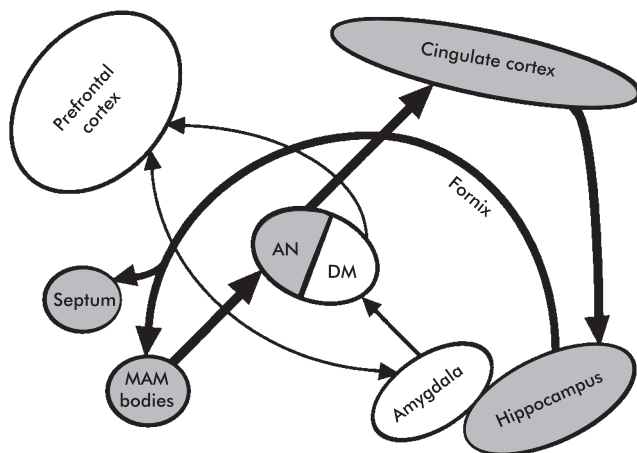 Cingulate cortex
Prefrontal
cortex
Fornix
AN
DM
Septum
MAM
bodies
Amygdala
Hippocampus